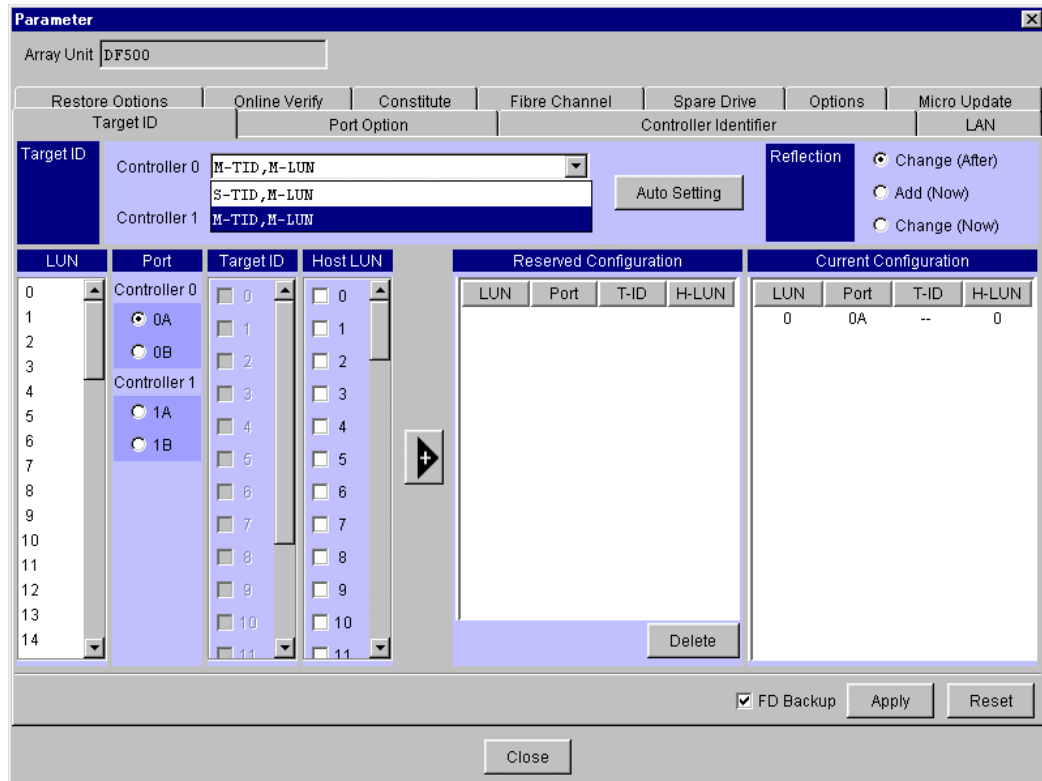 Parameter
Array Unit DF500
Restore Options Online Verify Constitute Fibre Channel Spare Drive Options Micro Update
Target ID Port Option Controller Identifier LAN
Target ID
Controller 0 M-TID,M-LUN
S-TID,M-LUN
Controller 1 M-TID,M-LUN
Auto Setting
Reflection
Change (After)
Add (Now)
Change (Now)
LUN
0
1
2
3
4
5
6
7
8
9
10
11
12
13
14
Port
Controller 0
0A
0B
Controller 1
1A
1B
Target ID
0
1
2
3
4
5
6
7
8
9
10
11
Host LUN
0
1
2
3
4
5
6
7
8
9
10
11
+
Reserved Configuration
LUN Port T-ID H-LUN
Delete
Current Configuration
LUN Port T-ID H-LUN
0 0A -- 0
FD Backup Apply Reset
Close